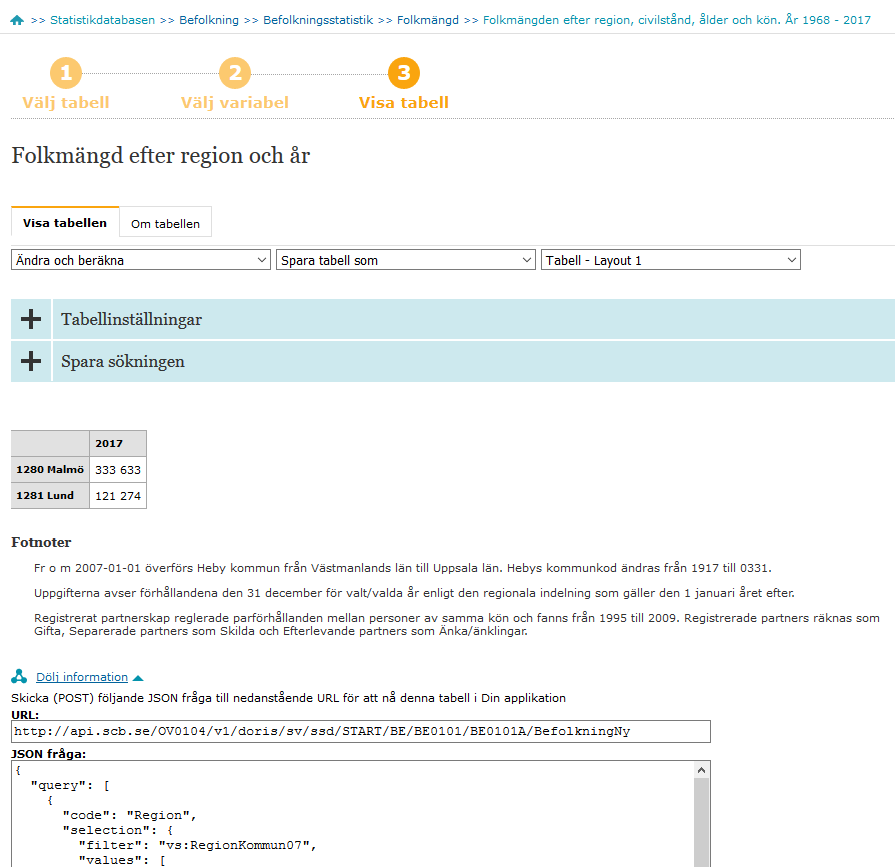 >> Statistikdatabasen >> Befolkning >> Befolkningsstatistik >> Folkmängd >> Folkmängden efter region, civilstånd, ålder och kön. År 1968 - 2017
1 2 3
Välj tabell Välj variabel Visa tabell
Folkmängd efter region och år
Visa tabellen Om tabellen
Ändra och beräkna Spara tabell som Tabell - Layout 1
Tabellinställningar
Spara sökningen
2017
1280 Malmö 333 633
1281 Lund 121 274
Fotnoter
Fr o m 2007-01-01 överförs Heby kommun från Västmanlands län till Uppsala län. Hebys kommunkod ändras från 1917 till 0331.
Uppgifterna avser förhållandena den 31 december för valt/valda år enligt den regionala indelning som gäller den 1 januari året efter.
Registrerat partnerskap reglerade parförhållanden mellan personer av samma kön och fanns från 1995 till 2009. Registrerade partners räknas som
Gifta, Separerade partners som Skilda och Efterlevande partners som Änka/änklingar.
Dölj information
Skicka (POST) följande JSON fråga till nedanstående URL för att nå denna tabell i Din applikation
URL:
http://api.scb.se/OV0104/v1/doris/sv/ssd/START/BE/BE0101/BE0101A/BefolkningNy
JSON fråga:
{
"query": [
{
"code": "Region",
"selection": {
"filter": "vs:RegionKommun07",
"values": [